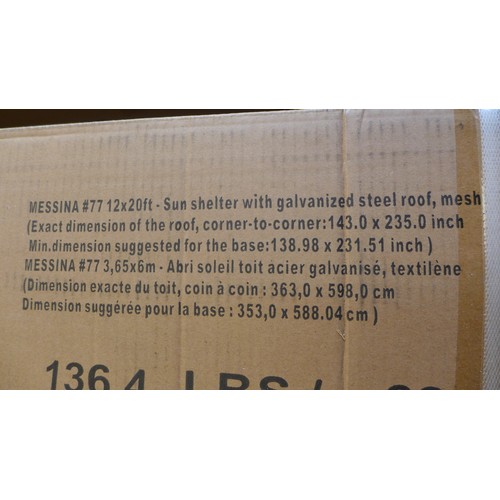 MESSINA #77 12x20ft - Sun shelter with galvanized steel roof, mesh
(Exact dimension of the roof, corner-to-corner:143.0 x 235.0 inch
Min.dimension suggested for the base:138.98 x 231.51 inch )
MESSINA #77 3,65x6m - Abri soleil toit acier galvanisé, textilène
(Dimension exacte du toit, coin à coin : 363,0 x 598,0 cm
Dimension suggérée pour la base : 353,0 x 588.04 cm )
136.4 LBS /